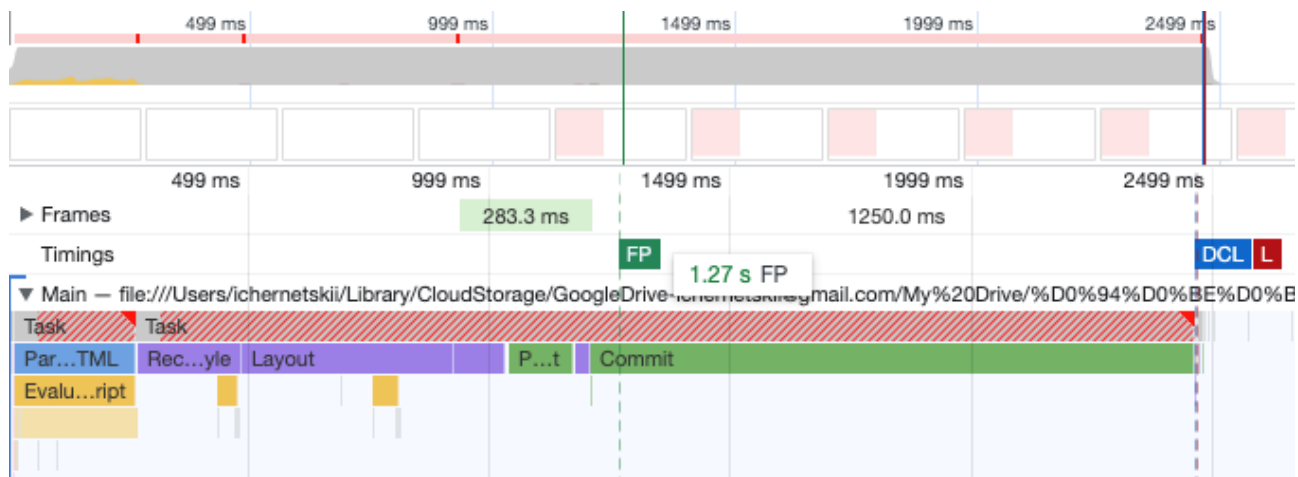 499 ms 999 ms 1499 ms 1999 ms 2499 ms
499 ms 999 ms 1499 ms 1999 ms 2499 ms
▶ Frames 283.3 ms 1250.0 ms
Timings FP DCL L
1.27 s FP
▼ Main — file:///Users/ichernetskii/Library/CloudStorage/GoogleDrive-ichernetskii@gmail.com/My%20Drive/%D0%94%D0%BE%D0%B
Task Task
Par...TML Rec...yle Layout P...t Commit
Evalu...ript